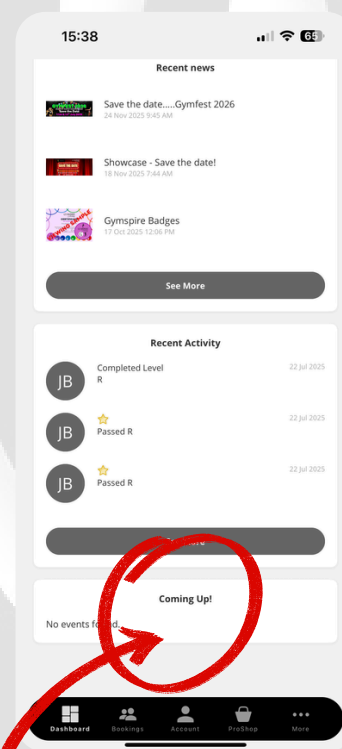 15:38
65
Recent news
Save the date.....Gymfest 2026
24 Nov 2025 9:45 AM
Showcase - Save the date!
18 Nov 2025 7:44 AM
Gymspire Badges
17 Oct 2025 12:06 PM
See More
Recent Activity
JB
Completed Level
R
22 Jul 2025
JB
Passed R
22 Jul 2025
JB
Passed R
22 Jul 2025
Coming Up!
No events
Dashboard
Bookings
Account
ProShop
More